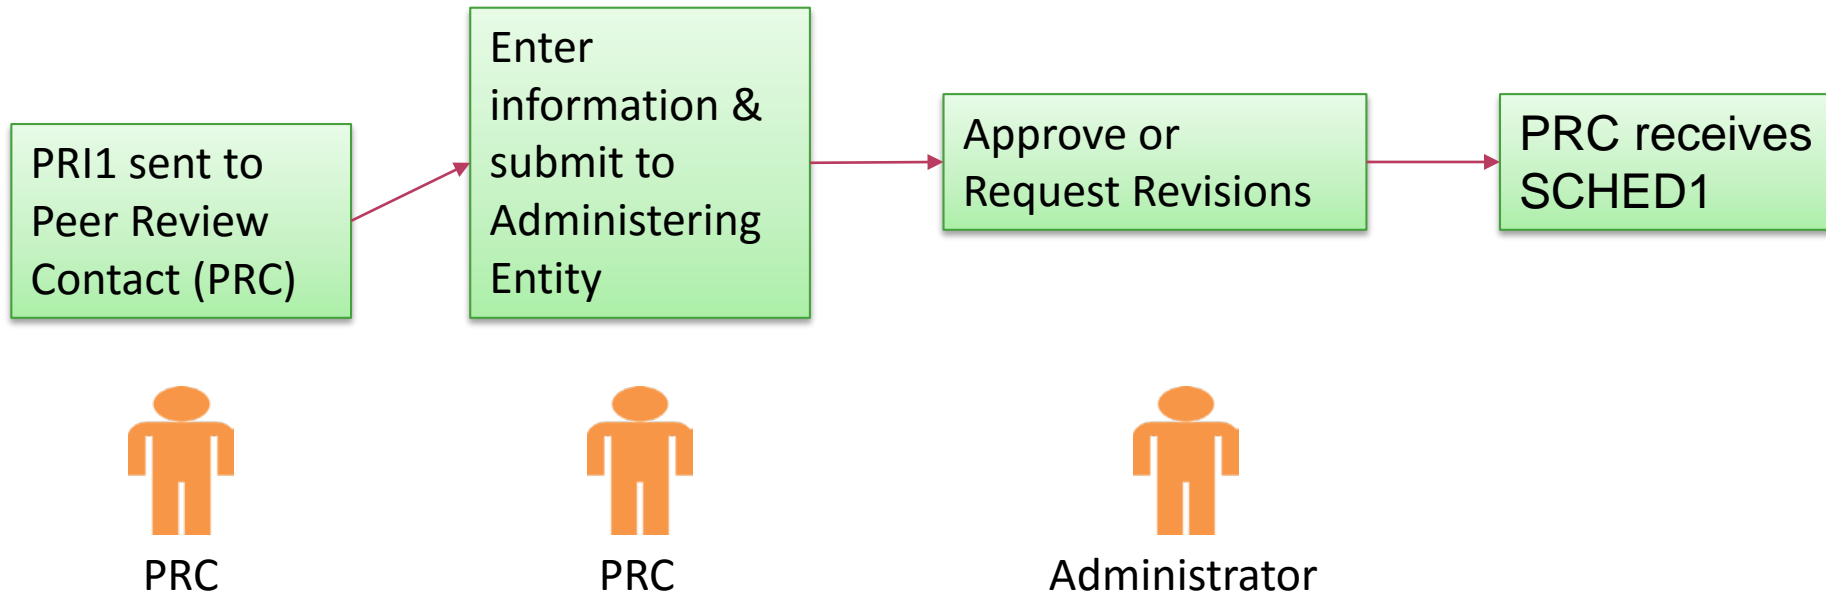 PRI1 sent to
Peer Review
Contact (PRC)
Enter
information &
submit to
Administering
Entity
Approve or
Request Revisions
PRC receives
SCHED1
PRC
PRC
Administrator